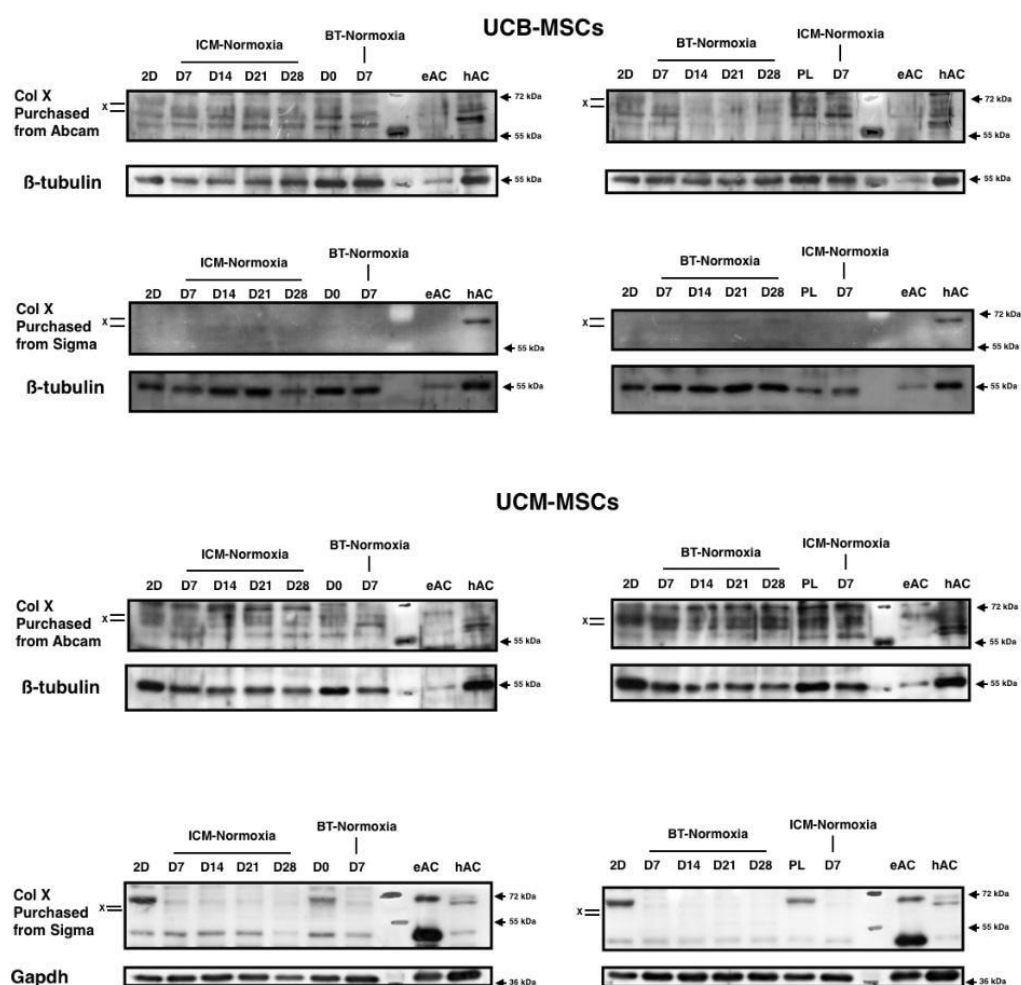 UCB-MSCs
ICM-Normoxia
BT-Normoxia
2D D7 D14 D21 D28 D0 D7 eAC hAC
Col X
Purchased
from Abcam
X
72 kDa
55 kDa
ß-tubulin
55 kDa
BT-Normoxia
ICM-Normoxia
2D D7 D14 D21 D28 PL D7 eAC hAC
X
72 kDa
55 kDa
55 kDa
ICM-Normoxia
BT-Normoxia
2D D7 D14 D21 D28 D0 D7 eAC hAC
Col X
Purchased
from Sigma
X
55 kDa
ß-tubulin
55 kDa
BT-Normoxia
ICM-Normoxia
2D D7 D14 D21 D28 PL D7 eAC hAC
X
72 kDa
55 kDa
55 kDa
UCM-MSCs
ICM-Normoxia
BT-Normoxia
2D D7 D14 D21 D28 D0 D7 eAC hAC
Col X
Purchased
from Abcam
X
55 kDa
ß-tubulin
55 kDa
BT-Normoxia
ICM-Normoxia
2D D7 D14 D21 D28 PL D7 eAC hAC
X
72 kDa
55 kDa
55 kDa
ICM-Normoxia
BT-Normoxia
2D D7 D14 D21 D28 D0 D7 eAC hAC
Col X
Purchased
from Sigma
X
72 kDa
55 kDa
Gapdh
36 kDa
BT-Normoxia
ICM-Normoxia
2D D7 D14 D21 D28 PL D7 eAC hAC
X
72 kDa
55 kDa
36 kDa